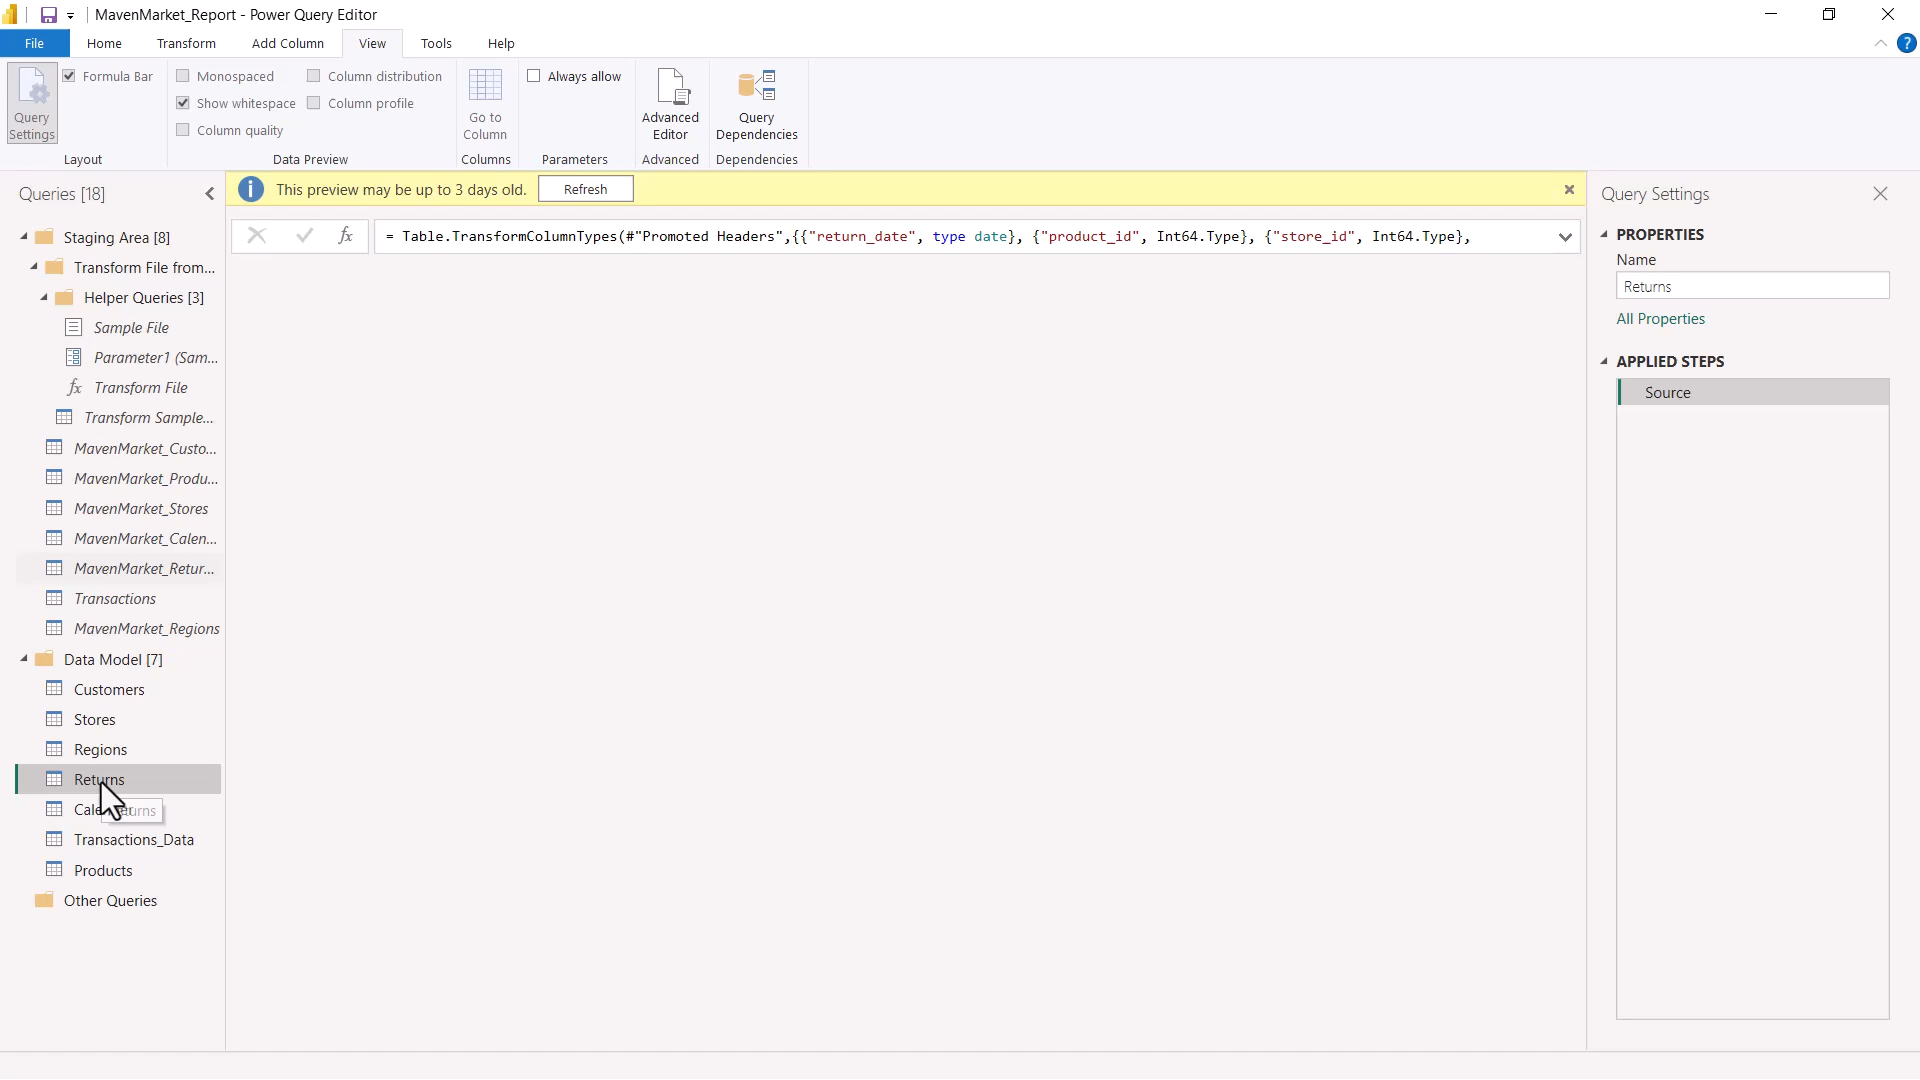 MavenMarket_Report - Power Query Editor
File
Home
Transform
Add Column
View
Tools
Help
?
Query
Settings
Formula Bar
Layout
Monospaced
Show whitespace
Column quality
Column distribution
Column profile
Data Preview
Go to
Column
Columns
Always allow
Parameters
Advanced
Editor
Advanced
Query
Dependencies
Dependencies
Queries [18]
Staging Area [8]
Transform File from...
Helper Queries [3]
Sample File
Parameter1 (Sam...
fx Transform File
Transform Sample...
MavenMarket_Custo...
MavenMarket_Produ...
MavenMarket_Stores
MavenMarket_Calen...
MavenMarket_Retur...
Transactions
MavenMarket_Regions
Data Model [7]
Customers
Stores
Regions
Returns
Transactions_Data
Products
Other Queries
i This preview may be up to 3 days old.
Refresh
fx
= Table.TransformColumnTypes(#"Promoted Headers",{{"return_date", type date}, {"product_id", Int64.Type}, {"store_id", Int64.Type},
Query Settings
PROPERTIES
Name
Returns
All Properties
APPLIED STEPS
Source